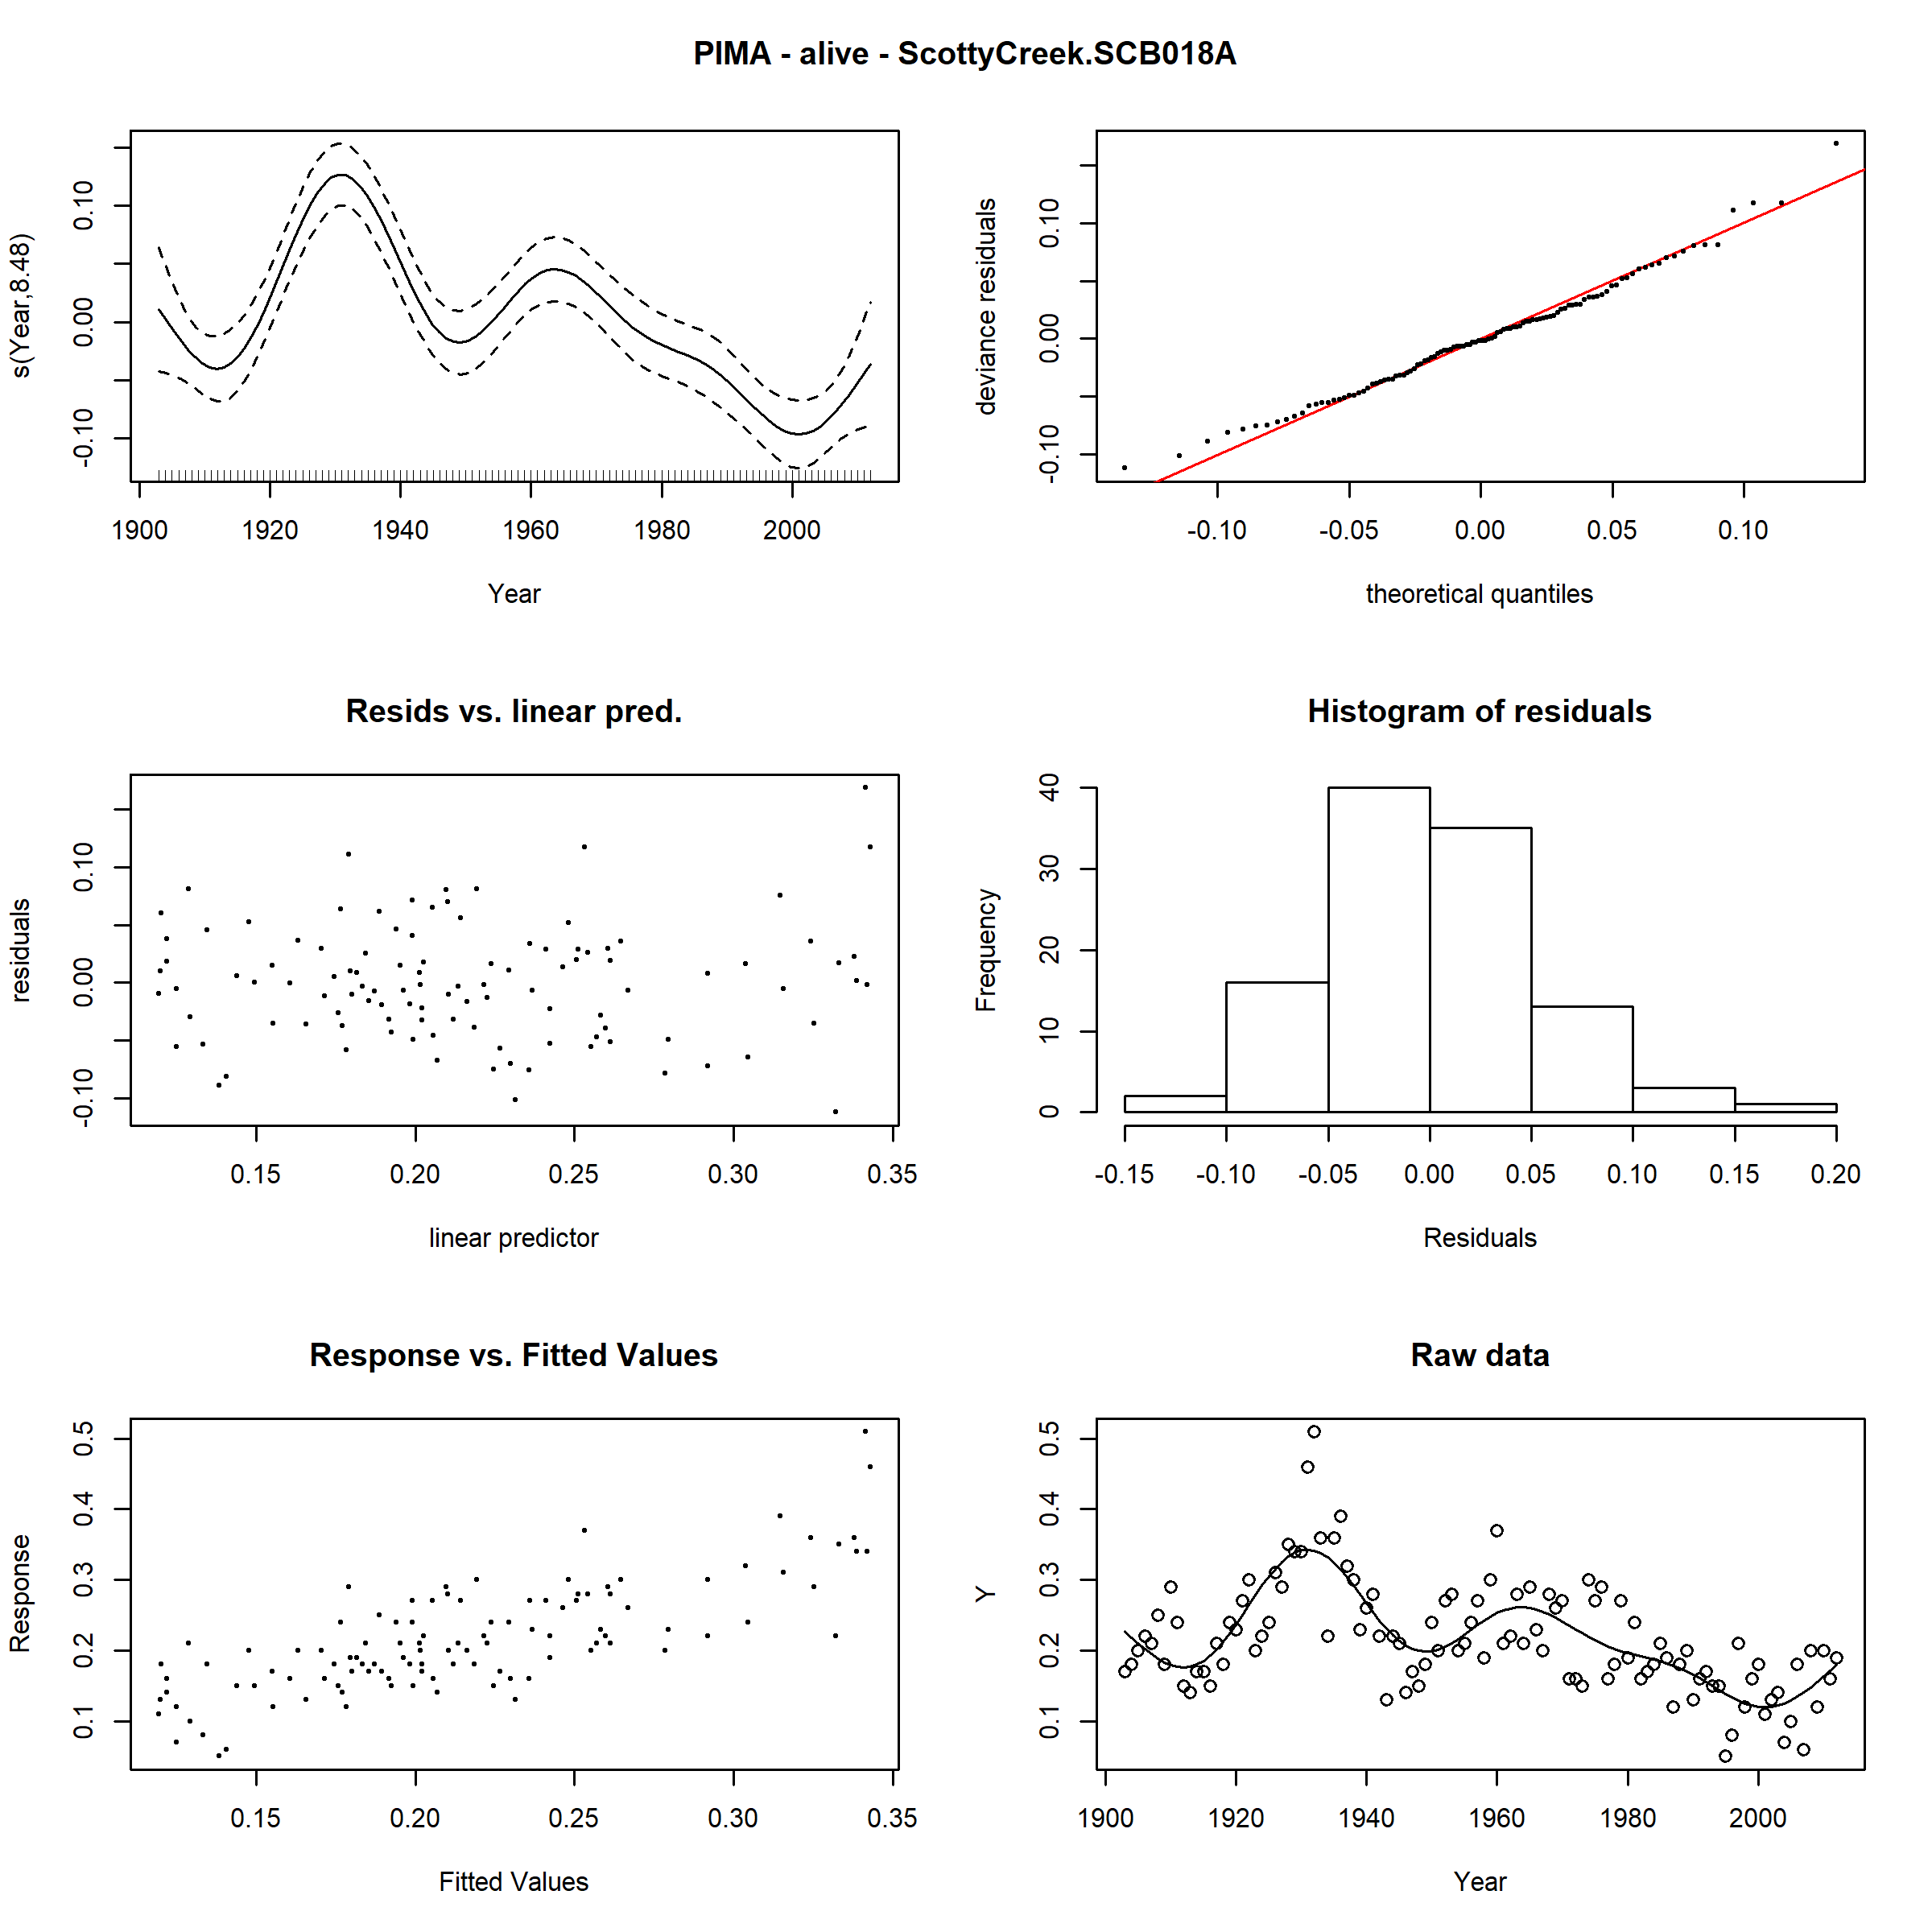 PIMA - alive - ScottyCreek.SCB018A
s(Year,8.48)
-0.10 0.00 0.10
1900 1920 1940 1960 1980 2000
Year
deviance residuals
-0.10 0.00 0.10
-0.10 -0.05 0.00 0.05 0.10
theoretical quantiles
Resids vs. linear pred.
residuals
-0.10 0.00 0.10
0.15 0.20 0.25 0.30 0.35
linear predictor
Histogram of residuals
Frequency
0 10 20 30 40
-0.15 -0.10 -0.05 0.00 0.05 0.10 0.15 0.20
Residuals
Response vs. Fitted Values
Response
0.1 0.2 0.3 0.4 0.5
0.15 0.20 0.25 0.30 0.35
Fitted Values
Raw data
Y
0.1 0.2 0.3 0.4 0.5
1900 1920 1940 1960 1980 2000
Year